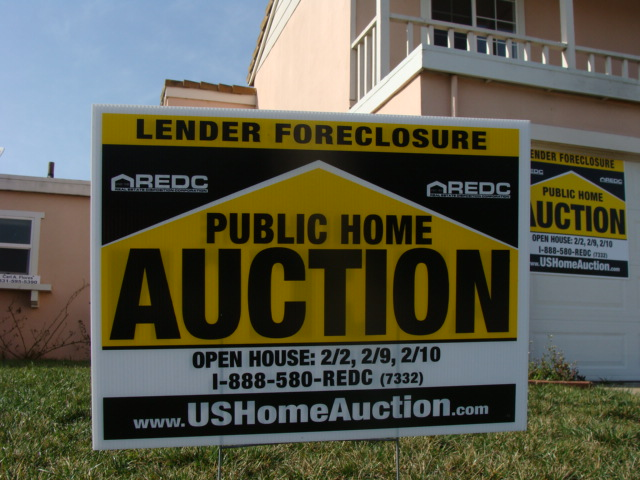 LENDER FORECLOSURE
REDC
REDC
PUBLIC HOME
AUCTION
OPEN HOUSE: 2/2, 2/9, 2/10
1-888-580-REDC (7332)
www.USHomeAuction.com
LENDER FORECLOSURE
REDC
PUBLIC HOME
AUCTION
OPEN HOUSE: 2/2, 2/9, 2/10
1-888-580-REDC (7332)
www.USHomeAuction.com